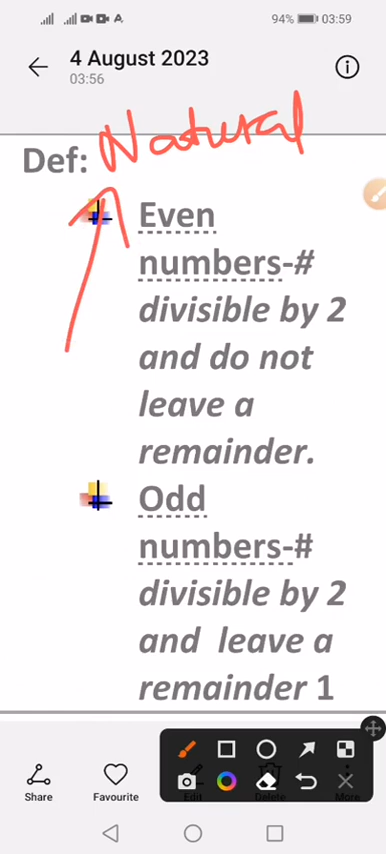 94% 03:59
4 August 2023
03:56
Natural
Def:
Even
numbers-#
divisible by 2
and do not
leave a
remainder.
Odd
numbers-#
divisible by 2
and leave a
remainder 1
Share Favourite Edit Delete More